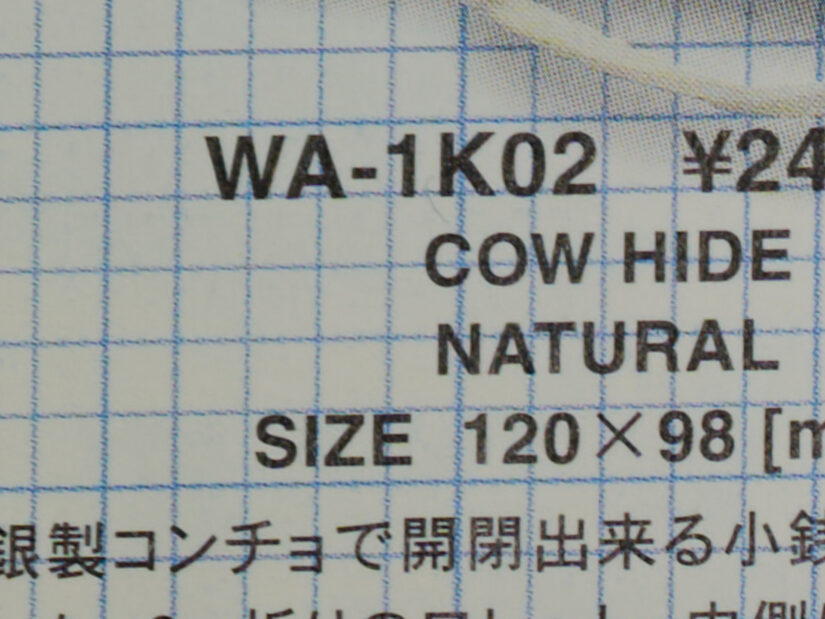 WA-1K02 ¥24
COW HIDE
NATURAL
SIZE 120×98 [m
銀製コンチョで開閉出来る小銭